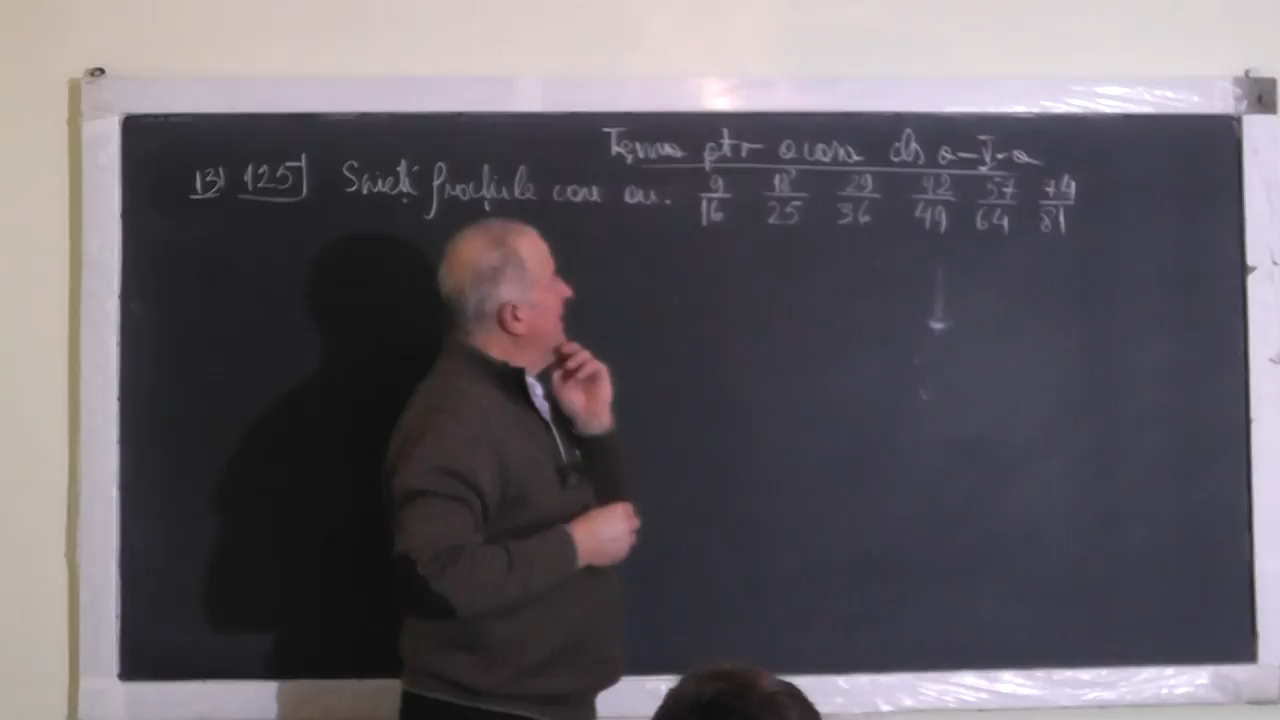 Tema ptr acasa cls a-V-a
13) 125] Scrieți fracțiile care au: 9/16 18/25 29/36 42/49 57/64 74/81